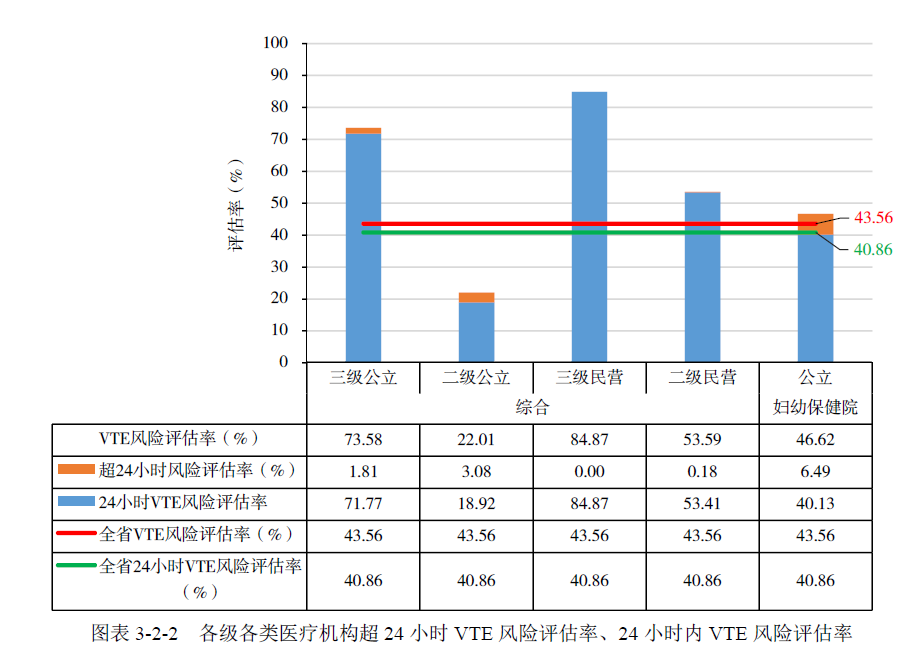 100
90
80
70
60
50
40
30
20
10
0
评估率（%）
43.56
40.86
三级公立 二级公立 三级民营 二级民营 公立
综合 妇幼保健院
VTE风险评估率（%） 73.58 22.01 84.87 53.59 46.62
超24小时风险评估率（%） 1.81 3.08 0.00 0.18 6.49
24小时VTE风险评估率 71.77 18.92 84.87 53.41 40.13
全省VTE风险评估率（%） 43.56 43.56 43.56 43.56 43.56
全省24小时VTE风险评估率
（%） 40.86 40.86 40.86 40.86 40.86
图表 3-2-2 各级各类医疗机构超 24 小时 VTE 风险评估率、24 小时内 VTE 风险评估率